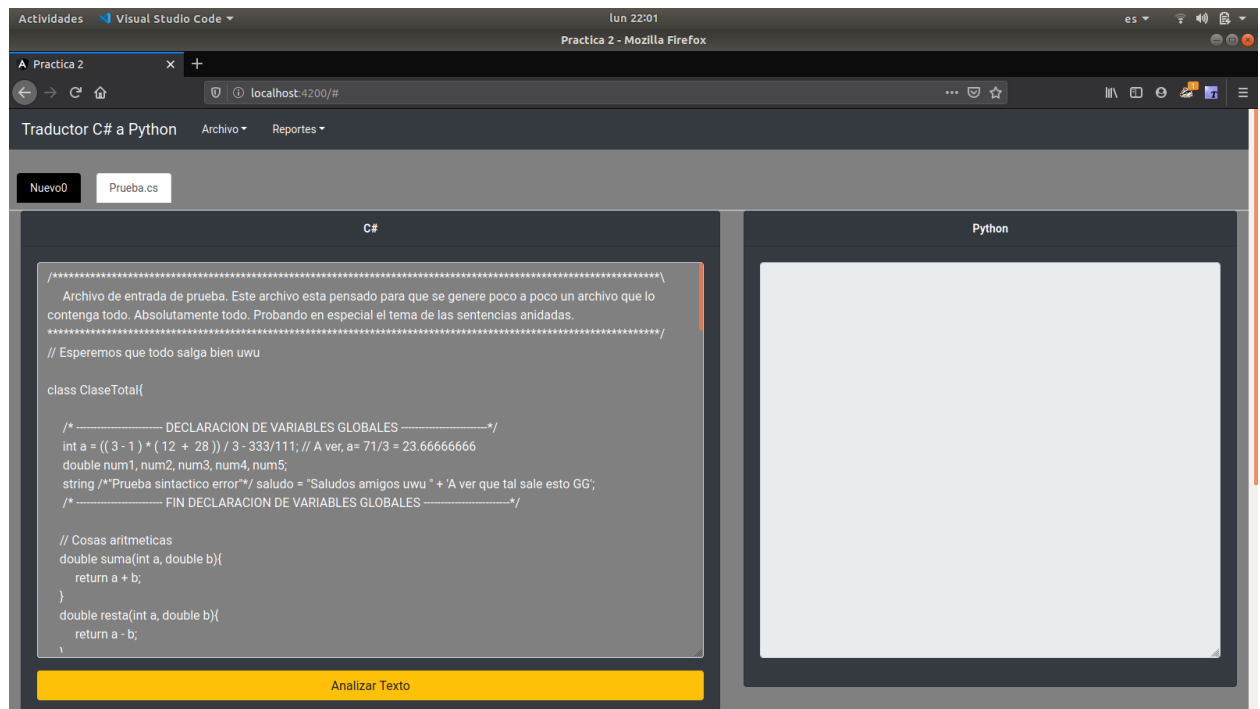 Actividades Visual Studio Code lun 22:01 es
Practica 2 - Mozilla Firefox
Practica 2
localhost:4200/#
Traductor C# a Python Archivo Reportes
Nuevo0 Prueba.cs
C# Python
/******************************************************************************************************************\
Archivo de entrada de prueba. Este archivo esta pensado para que se genere poco a poco un archivo que lo
contenga todo. Absolutamente todo. Probando en especial el tema de las sentencias anidadas.
******************************************************************************************************************/
// Esperemos que todo salga bien uwu
class ClaseTotal{
/* ------------------------ DECLARACION DE VARIABLES GLOBALES ------------------------*/
int a = (( 3 - 1 ) * ( 12 + 28 )) / 3 - 333/111; // A ver, a= 71/3 = 23.66666666
double num1, num2, num3, num4, num5;
string /*"Prueba sintactico error"*/ saludo = "Saludos amigos uwu " + 'A ver que tal sale esto GG';
/* ------------------------ FIN DECLARACION DE VARIABLES GLOBALES ------------------------*/
// Cosas aritmeticas
double suma(int a, double b){
return a + b;
}
double resta(int a, double b){
return a - b;
}
Analizar Texto